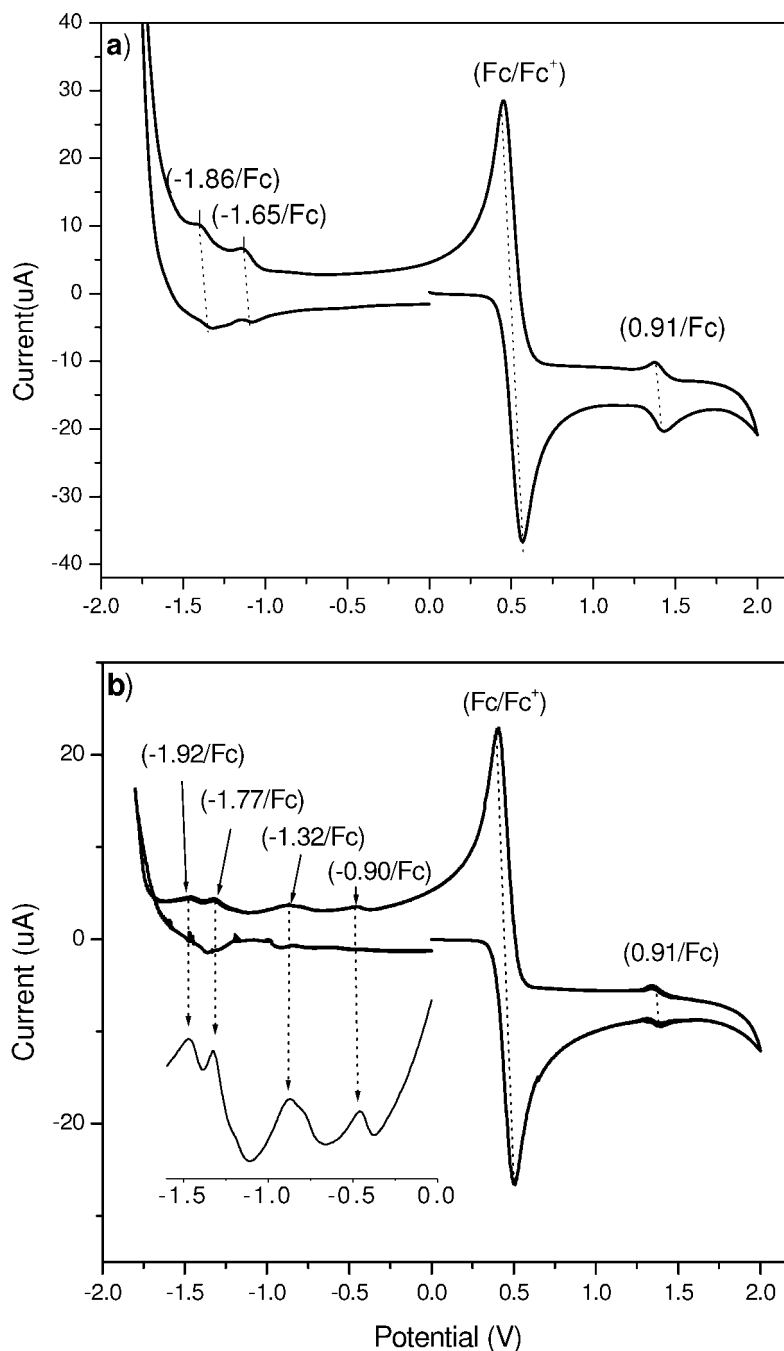 a)
(Fc/Fc+)
(-1.86/Fc)
(-1.65/Fc)
(0.91/Fc)
40
30
20
10
0
-10
-20
-30
-40
Current(uA)
-2.0 -1.5 -1.0 -0.5 0.0 0.5 1.0 1.5 2.0
b)
(Fc/Fc+)
(-1.92/Fc)
(-1.77/Fc)
(-1.32/Fc)
(-0.90/Fc)
(0.91/Fc)
20
0
-20
Current (uA)
-1.5 -1.0 -0.5 0.0
-2.0 -1.5 -1.0 -0.5 0.0 0.5 1.0 1.5 2.0
Potential (V)